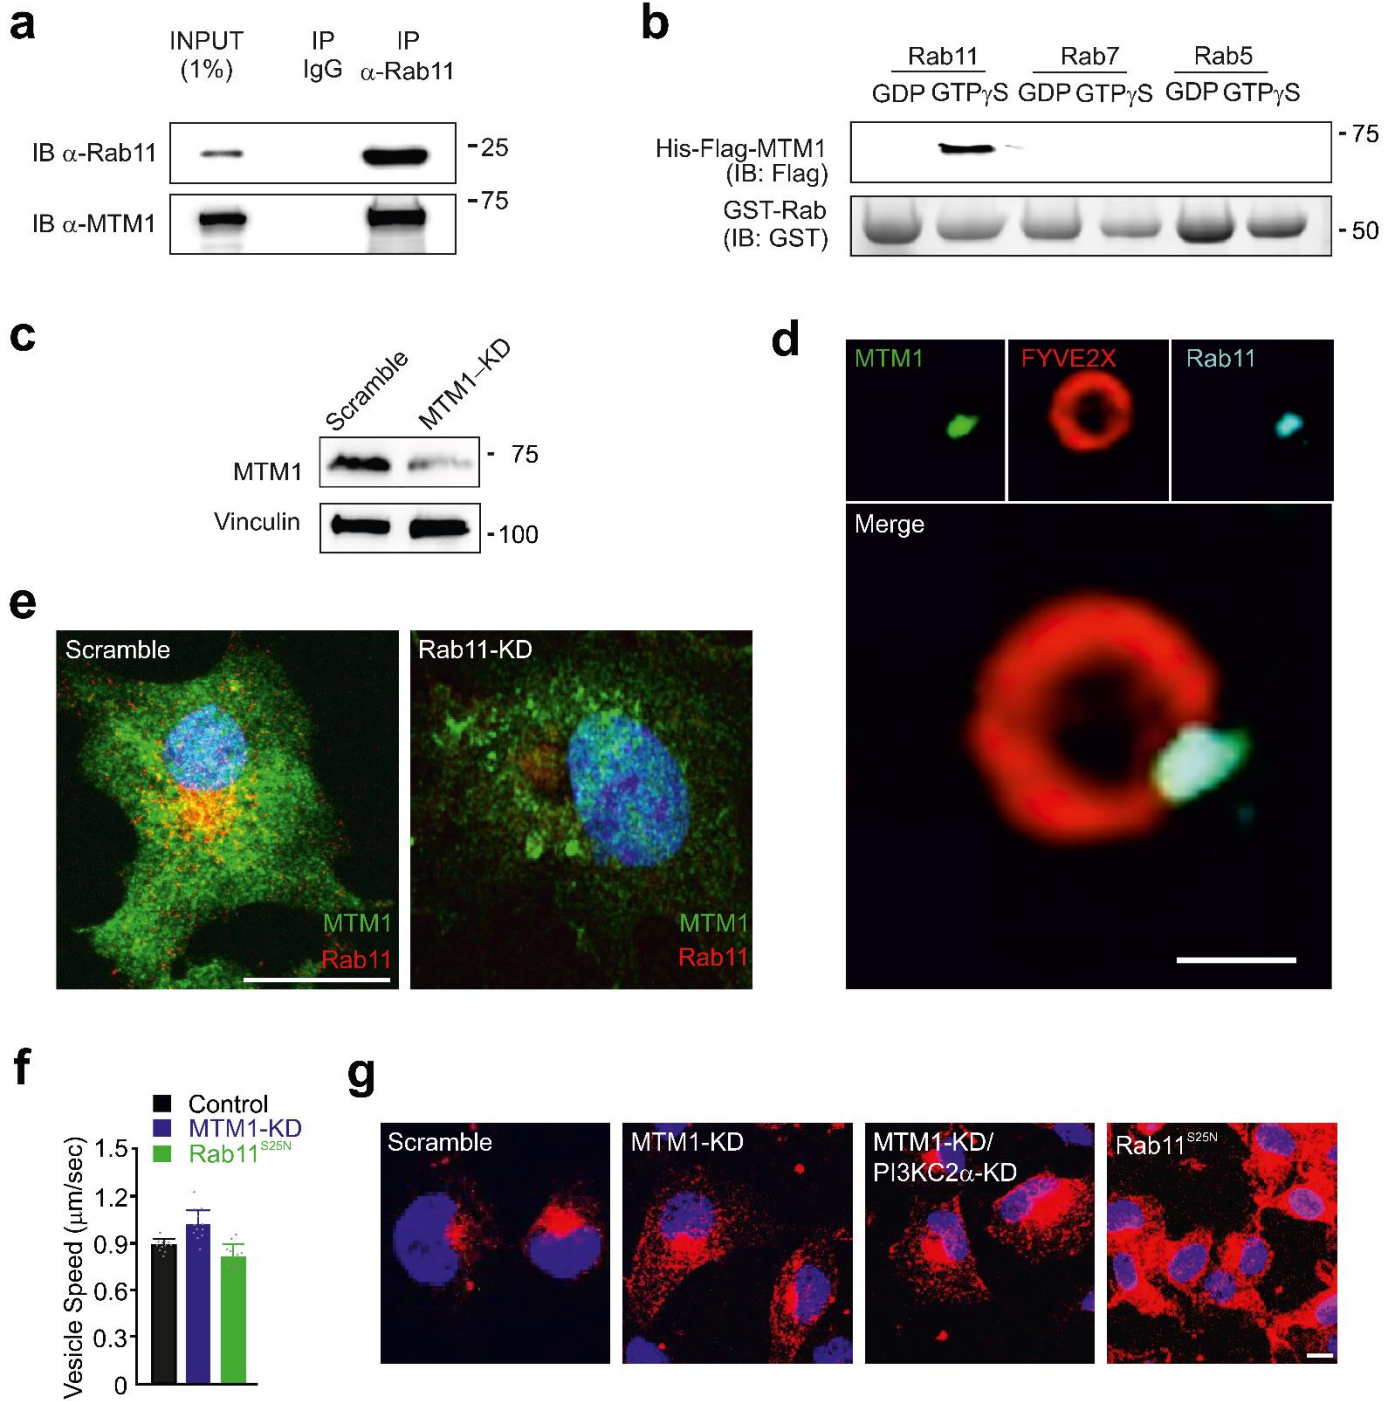 a
INPUT
(1%)
IP
IgG
IP
α-Rab11
IB α-Rab11
-25
IB α-MTM1
-75
b
Rab11
Rab7
Rab5
GDP GTPγS GDP GTPγS GDP GTPγS
His-Flag-MTM1
(IB: Flag)
-75
GST-Rab
(IB: GST)
-50
c
Scramble
MTM1–KD
MTM1
- 75
Vinculin
-100
d
MTM1
FYVE2X
Rab11
Merge
e
Scramble
MTM1
Rab11
Rab11-KD
MTM1
Rab11
f
Control
MTM1-KD
Rab11S25N
Vesicle Speed (μm/sec)
1.5
1.2
0.9
0.6
0.3
0
g
Scramble
MTM1-KD
MTM1-KD/
PI3KC2α-KD
Rab11S25N